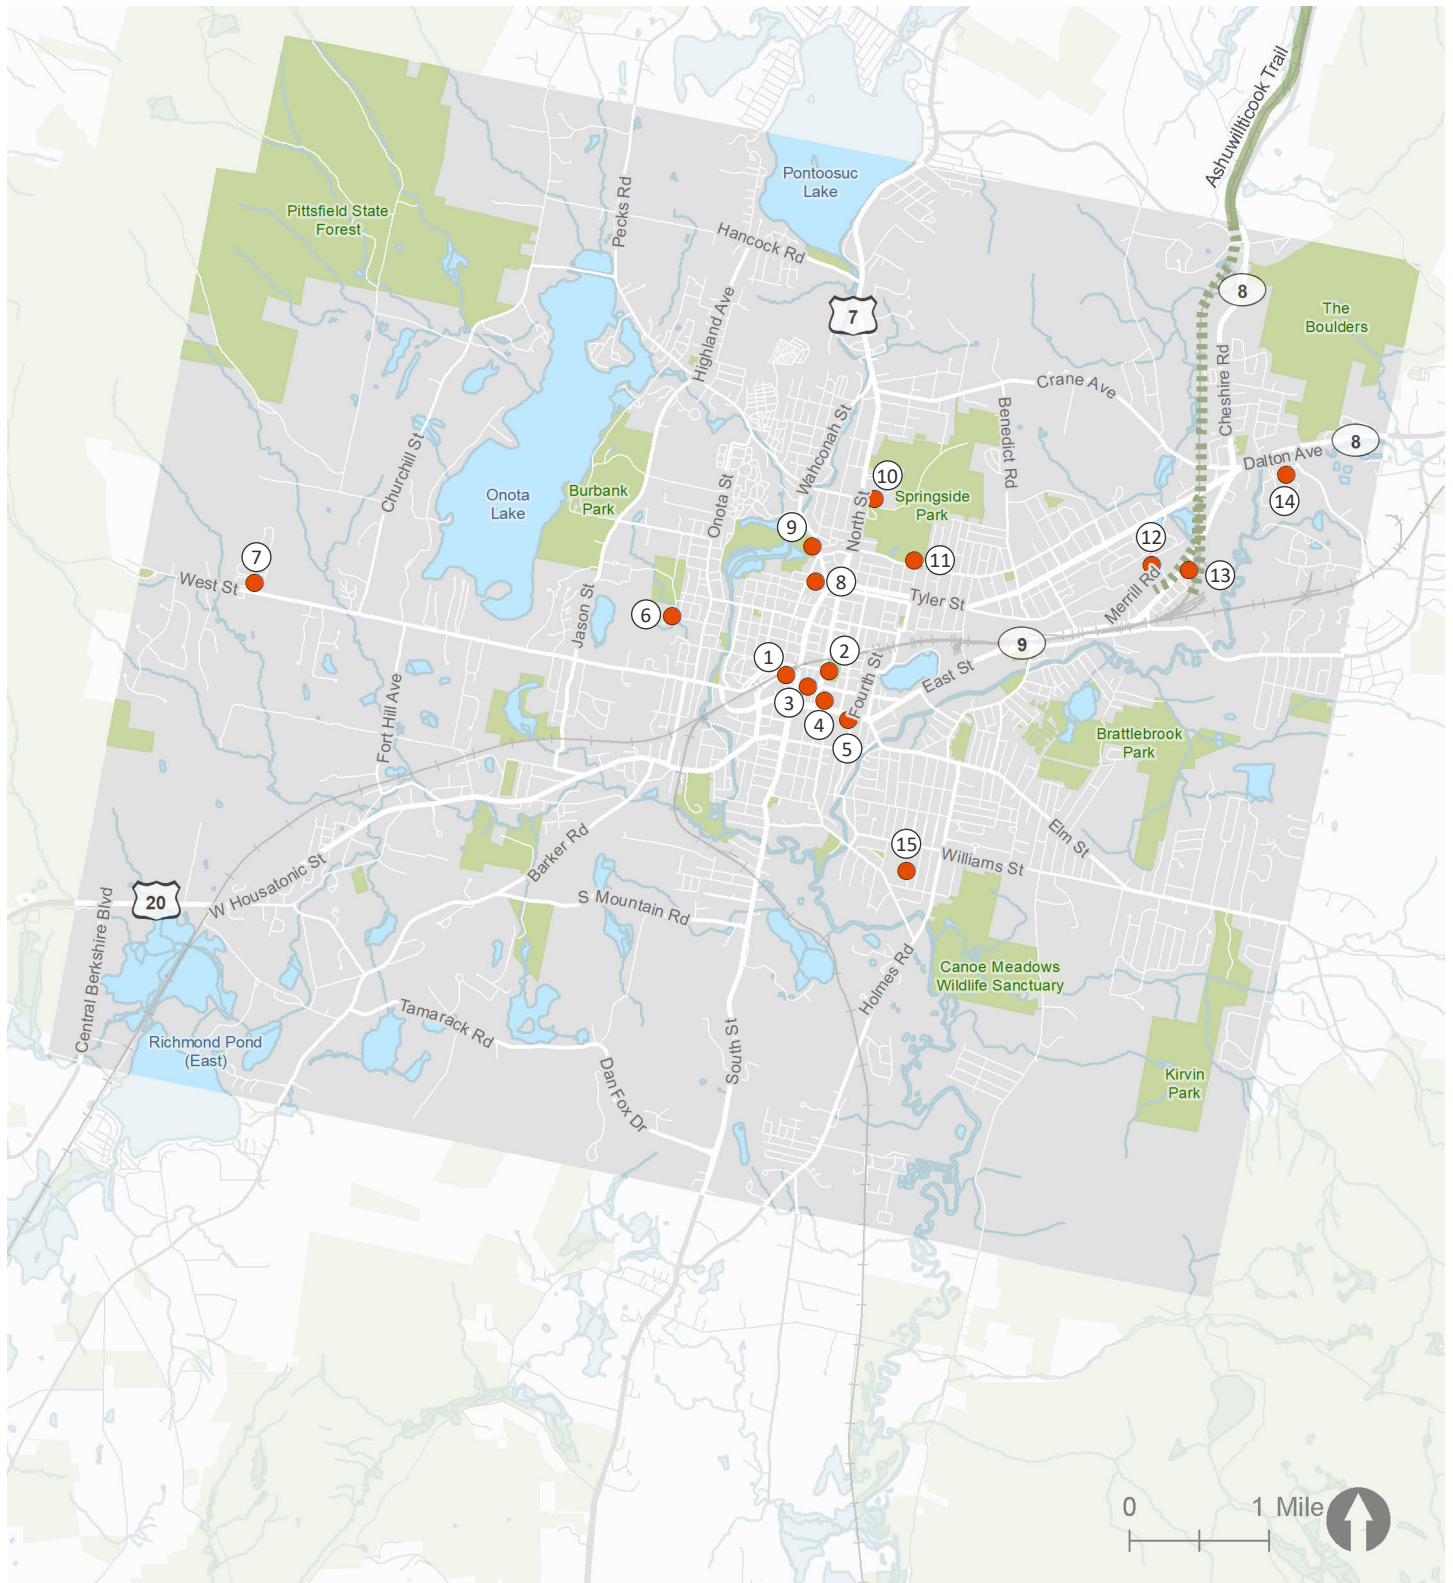 Ashuwillticook Trail
Pontoosuc
Lake
Pecks Rd
Pittsfield State
Forest
Hancock Rd
8
7
The
Boulders
Highland Ave
Cheshire Rd
Crane Ave
Benedict Rd
Wahconah St
Churchill St
8
Dalton Ave
10
14
Onota
Lake
Burbank
Park
Onota St
North St
Springside
Park
9
12
7
11
13
West St
8
Merrill Rd
Tyler St
Jason St
6
9
1
2
Fourth St
East St
3
4
5
Fort Hill Ave
Brattlebrook
Park
Elm St
15
Williams St
Barker Rd
W Housatonic St
20
S Mountain Rd
Central Berkshire Blvd
Holmes Rd
Canoe Meadows
Wildlife Sanctuary
Tamarack Rd
South St
Richmond Pond
(East)
Dan Fox Dr
Kirvin
Park
0 1 Mile